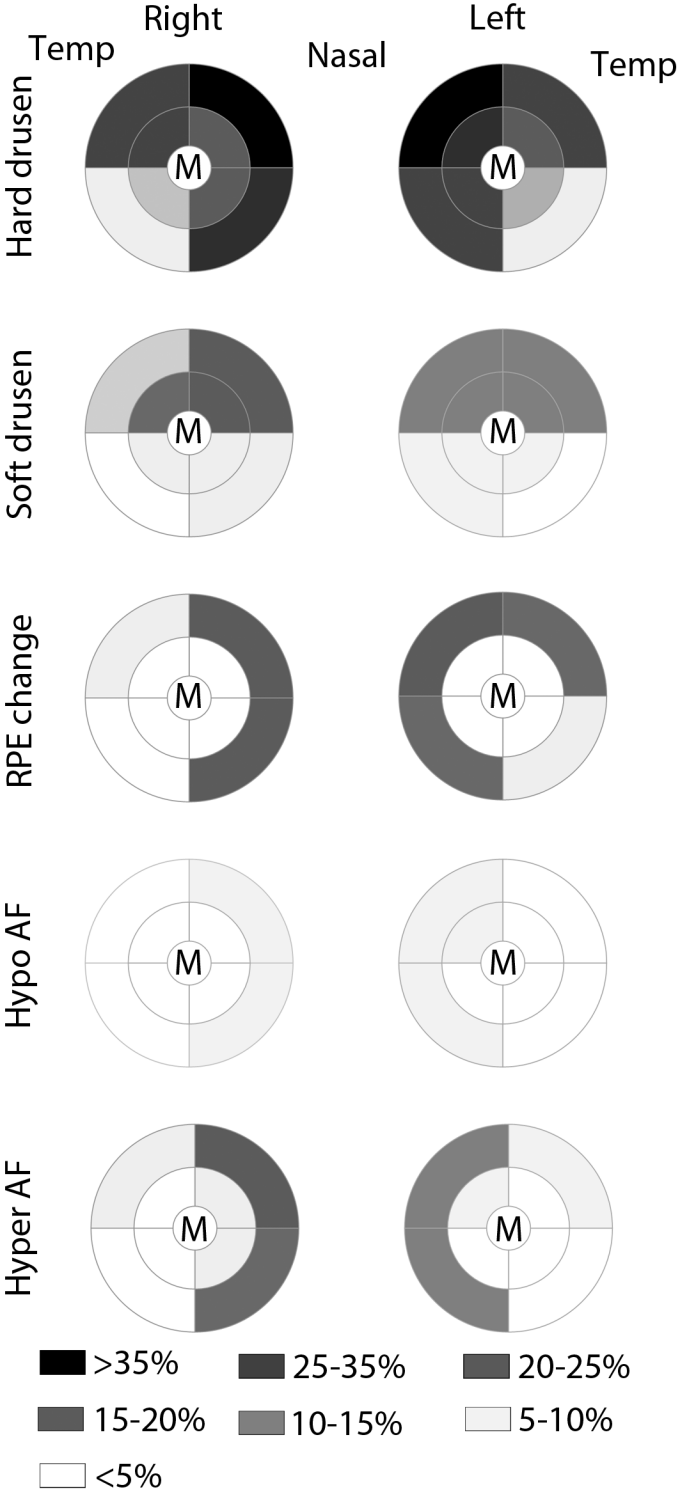 Right Left
Temp Nasal Temp
Hard drusen
M M
Soft drusen
M M
RPE change
M M
Hypo AF
M M
Hyper AF
M M
>35% 25-35% 20-25%
15-20% 10-15% 5-10%
<5%